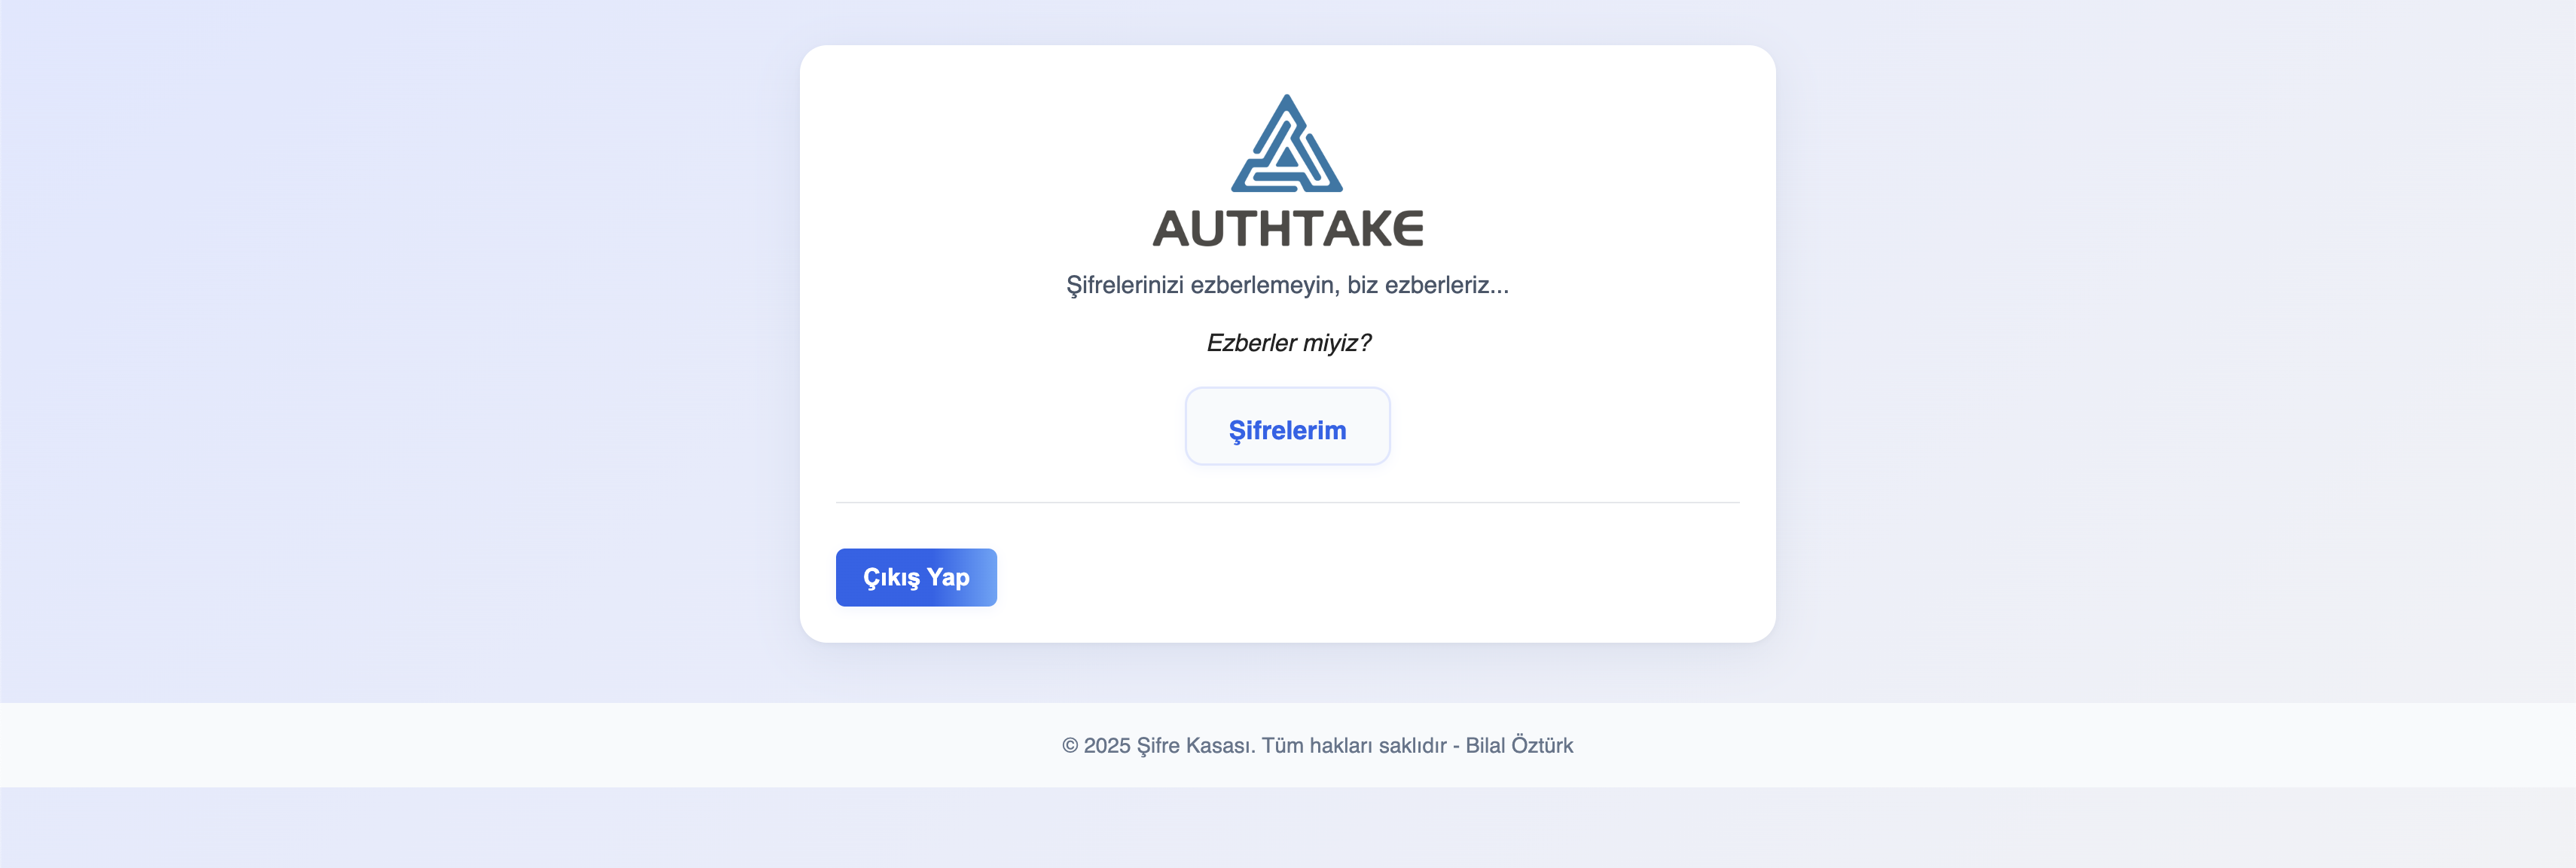 AUTHTAKE
Şifrelerinizi ezberlemeyin, biz ezberleriz...
Ezberler miyiz?
Şifrelerim
Çıkış Yap
© 2025 Şifre Kasası. Tüm hakları saklıdır - Bilal Öztürk